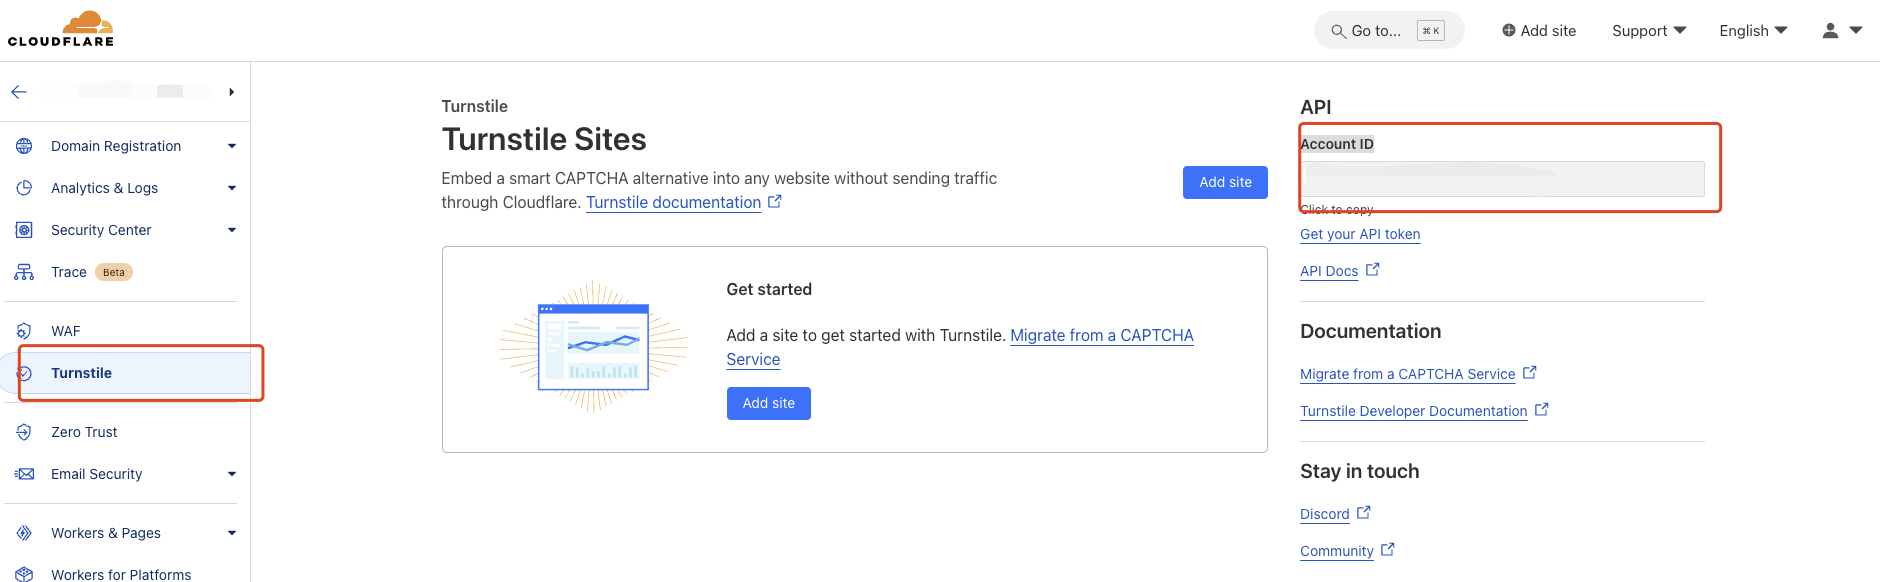 CLOUDFLARE
Go to... ⌘ K
Add site
Support
English
Domain Registration
Analytics & Logs
Security Center
Trace Beta
WAF
Turnstile
Zero Trust
Email Security
Workers & Pages
Workers for Platforms
Turnstile
Turnstile Sites
Embed a smart CAPTCHA alternative into any website without sending traffic
through Cloudflare. Turnstile documentation
Add site
Get started
Add a site to get started with Turnstile. Migrate from a CAPTCHA
Service
Add site
API
Account ID
Click to copy
Get your API token
API Docs
Documentation
Migrate from a CAPTCHA Service
Turnstile Developer Documentation
Stay in touch
Discord
Community